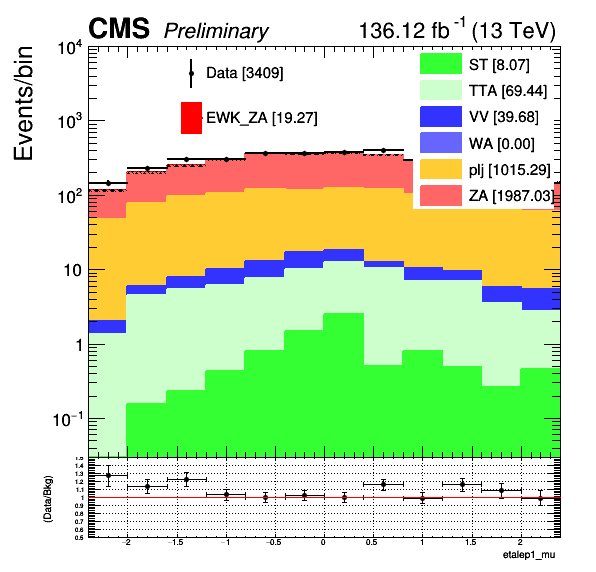 CMS Preliminary 136.12 fb⁻¹ (13 TeV)
Events/bin
10⁴
10³
10²
10
1
10⁻¹
Data [3409]
EWK_ZA [19.27]
ST [8.07]
TTA [69.44]
VV [39.68]
WA [0.00]
plj [1015.29]
ZA [1987.03]
(Data/Bkg)
1.5
1.4
1.3
1.2
1.1
1
0.9
0.8
0.7
0.6
0.5
−2 −1.5 −1 −0.5 0 0.5 1 1.5 2
etalep1_mu